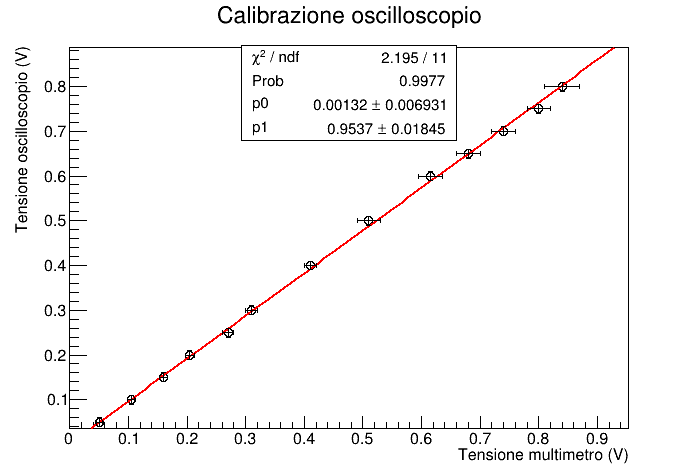 Calibrazione oscilloscopio
χ² / ndf 2.195 / 11
Prob 0.9977
p0 0.00132 ± 0.006931
p1 0.9537 ± 0.01845
Tensione oscilloscopio (V)
0.8
0.7
0.6
0.5
0.4
0.3
0.2
0.1
0 0.1 0.2 0.3 0.4 0.5 0.6 0.7 0.8 0.9
Tensione multimetro (V)